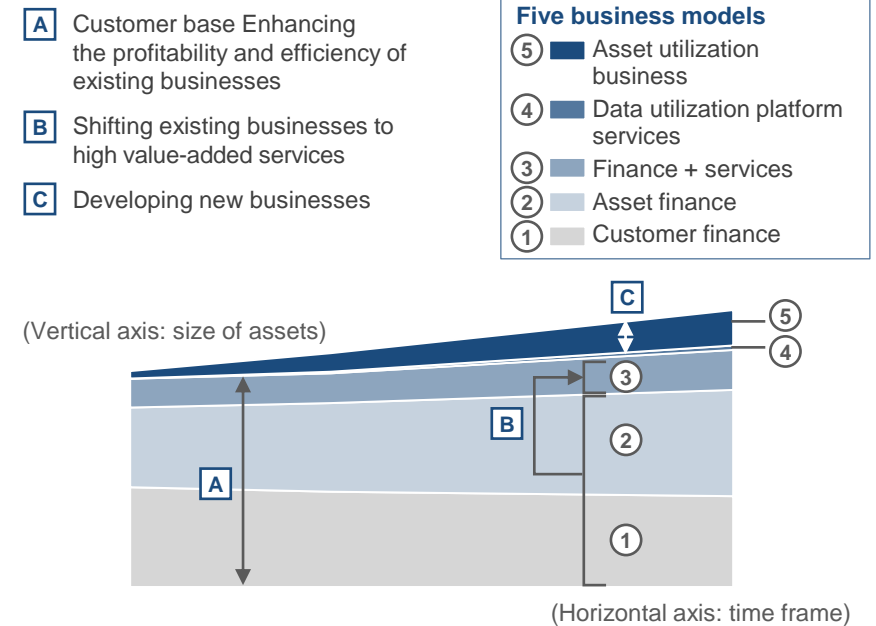 A
Customer base Enhancing
the profitability and efficiency of
existing businesses
B
Shifting existing businesses to
high value-added services
C
Developing new businesses
Five business models
5
Asset utilization
business
4
Data utilization platform
services
3
Finance + services
2
Asset finance
1
Customer finance
(Vertical axis: size of assets)
C
5
4
3
B
2
A
1
(Horizontal axis: time frame)